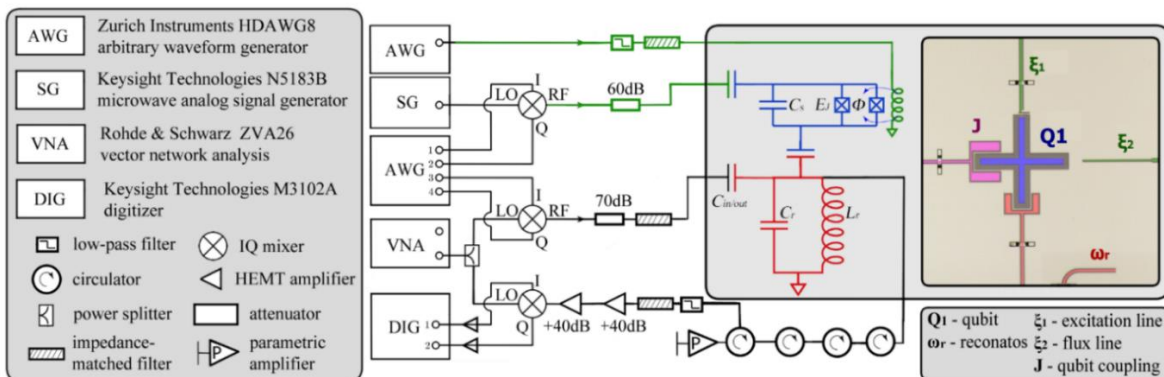 AWG
Zurich Instruments HDAWG8
arbitrary waveform generator
SG
Keysight Technologies N5183B
microwave analog signal generator
VNA
Rohde & Schwarz ZVA26
vector network analysis
DIG
Keysight Technologies M3102A
digitizer
low-pass filter
IQ mixer
circulator
HEMT amplifier
power splitter
attenuator
impedance-
matched filter
P
parametric
amplifier
AWG
SG
LO
I
RF
Q
60dB
AWG
1
2
3
4
LO
I
RF
Q
70dB
VNA
DIG
1
2
LO
I
Q
+40dB
+40dB
P
Cs
EJ
Φ
Cin/out
Cr
Lr
ξ1
J
Q1
ξ2
ωr
Q1 - qubit
ξ1 - excitation line
ωr - reconatos
ξ2 - flux line
J - qubit coupling